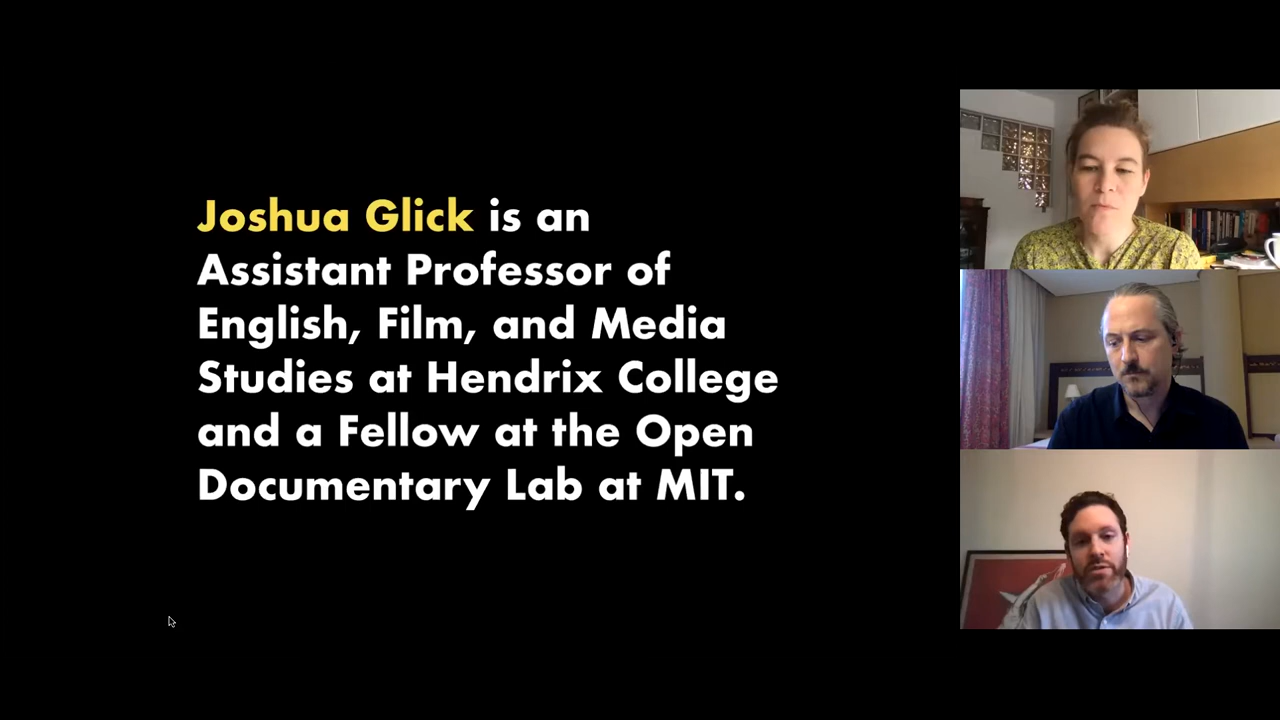 Joshua Glick is an
Assistant Professor of
English, Film, and Media
Studies at Hendrix College
and a Fellow at the Open
Documentary Lab at MIT.